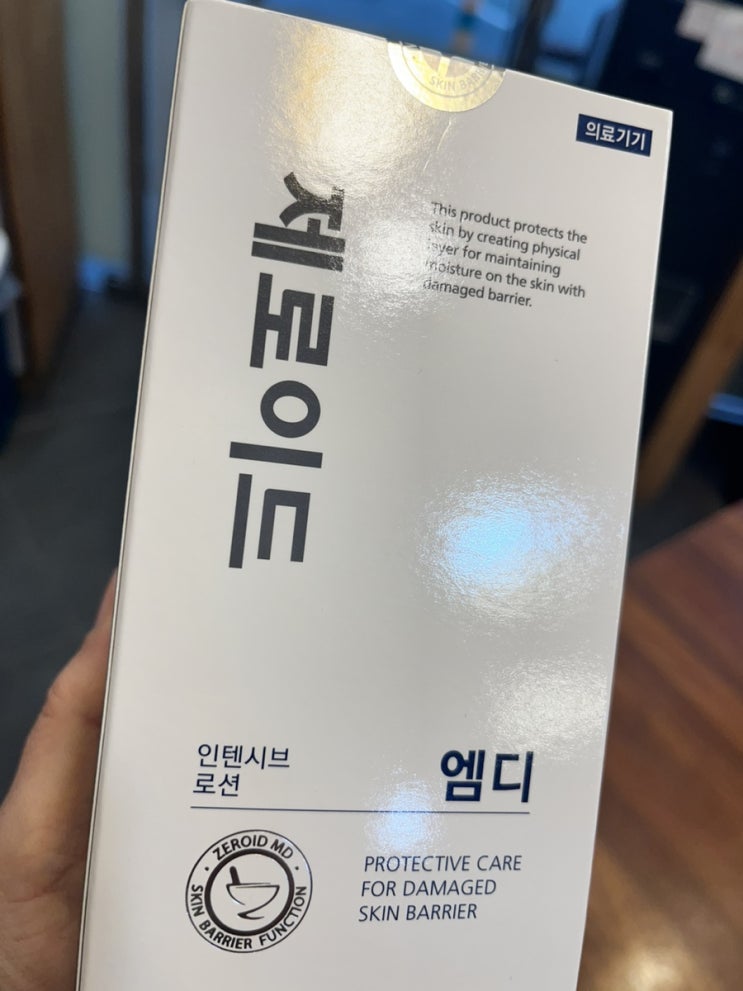 SKIN BARRI
의료기기
제로이드
This product protects the
skin by creating physical
layer for maintaining
moisture on the skin with
damaged barrier.
인텐시브
로션
엠디
ZEROID MD
SKIN BARRIER FUNCTION
PROTECTIVE CARE
FOR DAMAGED
SKIN BARRIER